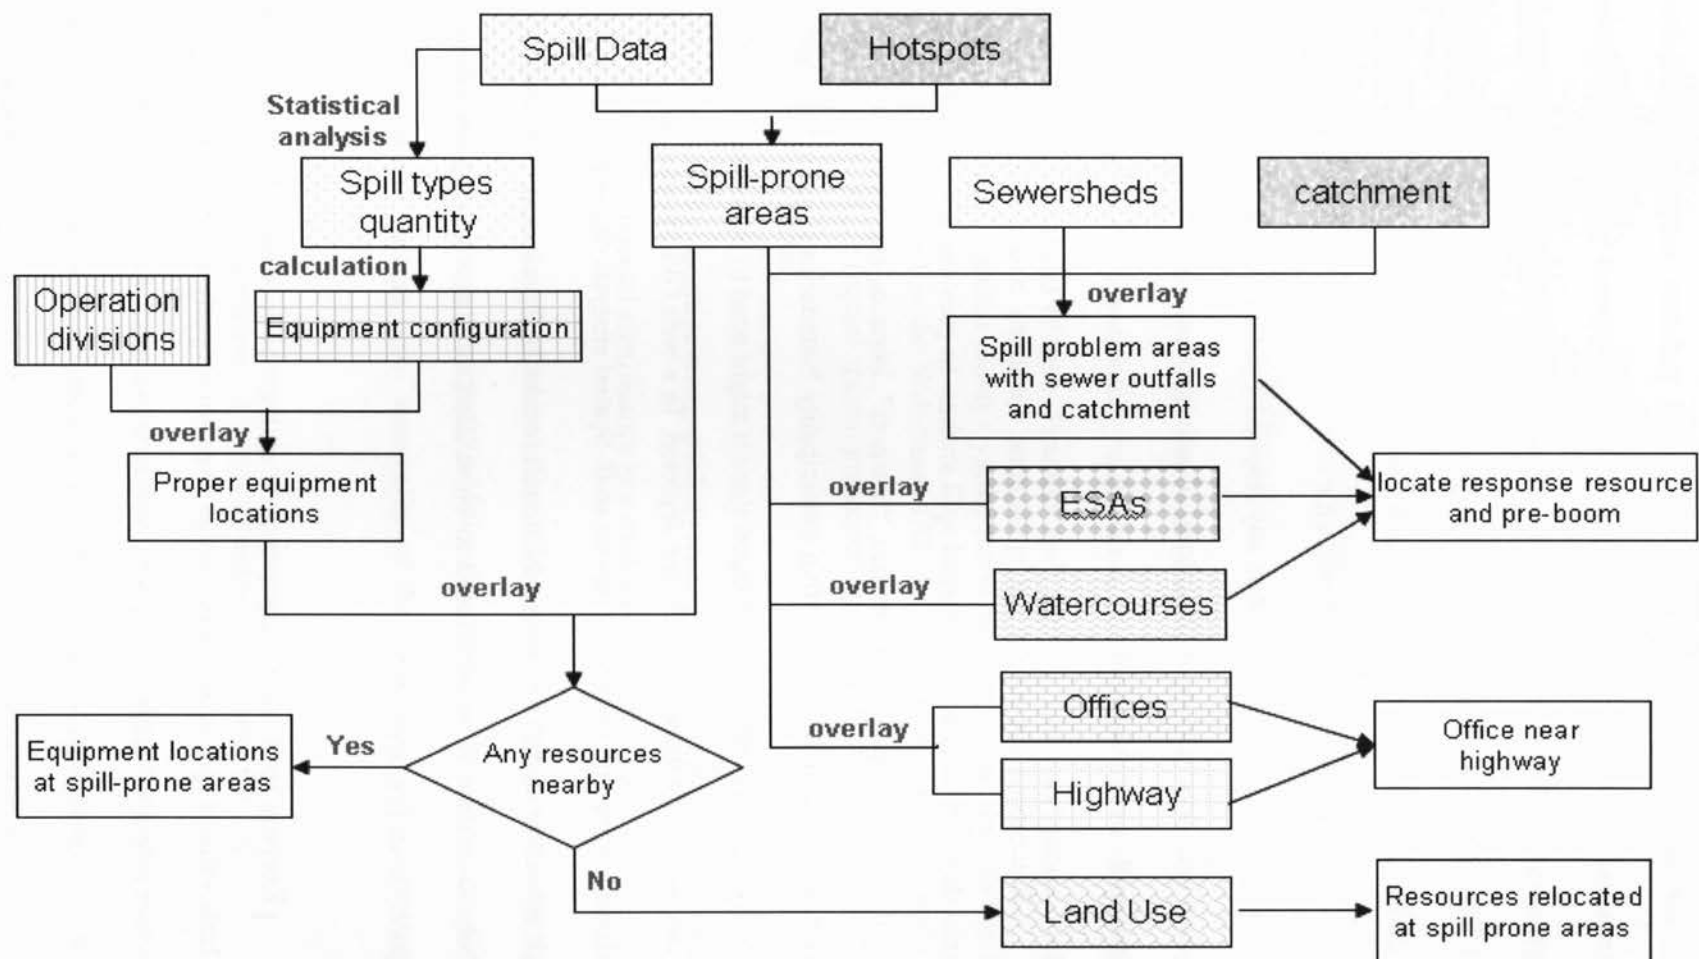 Spill Data
Hotspots
Statistical
analysis
Spill types
quantity
Spill-prone
areas
Sewersheds
catchment
calculation
overlay
Operation
divisions
Equipment configuration
Spill problem areas
with sewer outfalls
and catchment
overlay
Proper equipment
locations
overlay
ESAs
locate response resource
and pre-boom
overlay
overlay
Watercourses
Offices
overlay
Highway
Office near
highway
Equipment locations
at spill-prone areas
Yes
Any resources
nearby
No
Land Use
Resources relocated
at spill prone areas